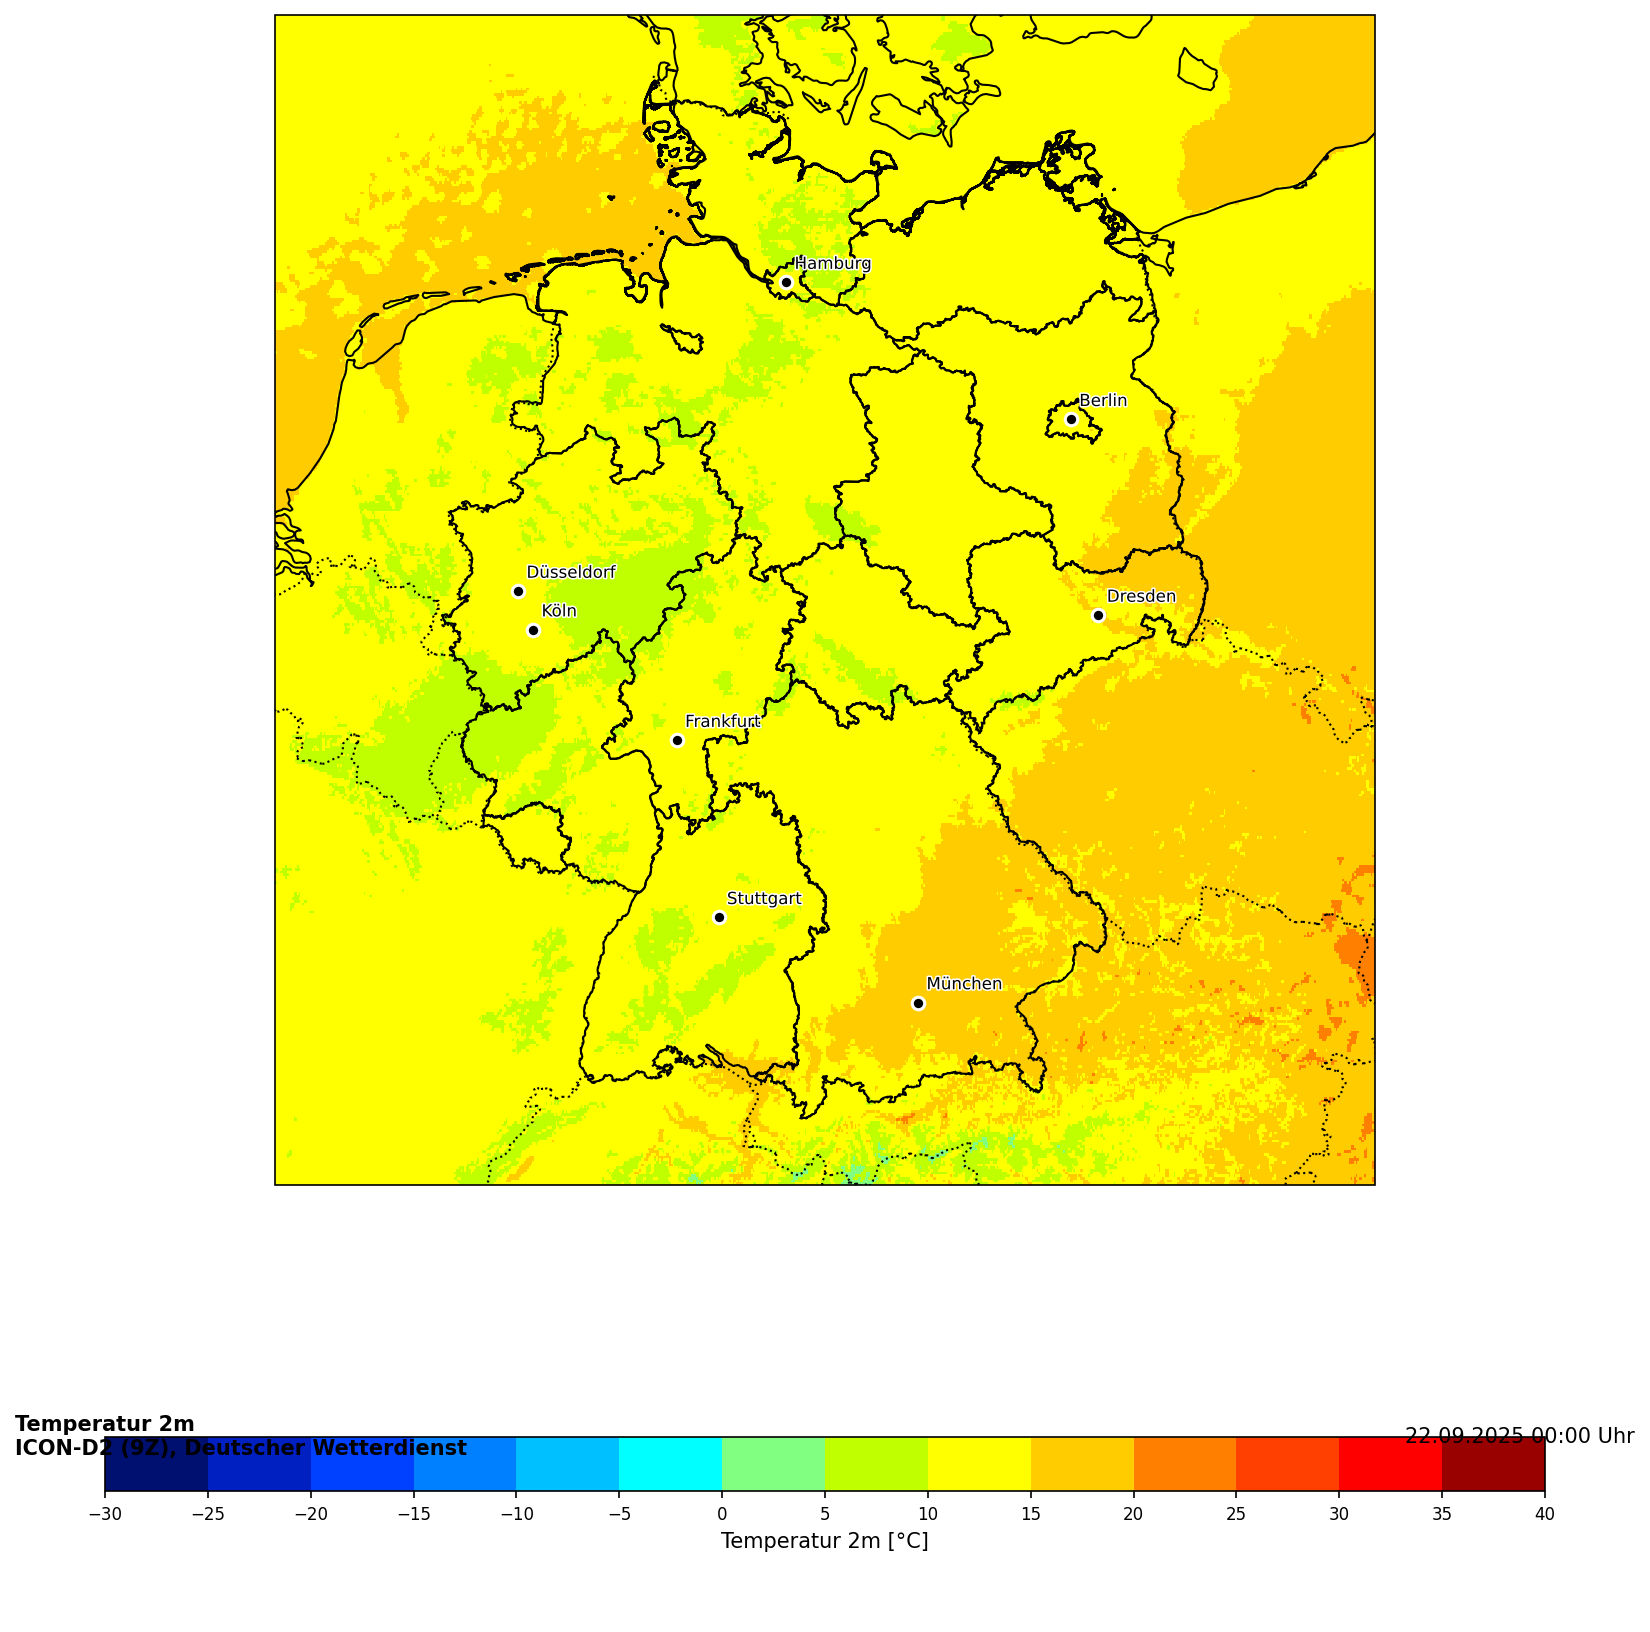 Hamburg
Berlin
Düsseldorf
Köln
Dresden
Frankfurt
Stuttgart
München
Temperatur 2m
ICON-D2 (9Z), Deutscher Wetterdienst
22.09.2025 00:00 Uhr
−30 −25 −20 −15 −10 −5 0 5 10 15 20 25 30 35 40
Temperatur 2m [°C]